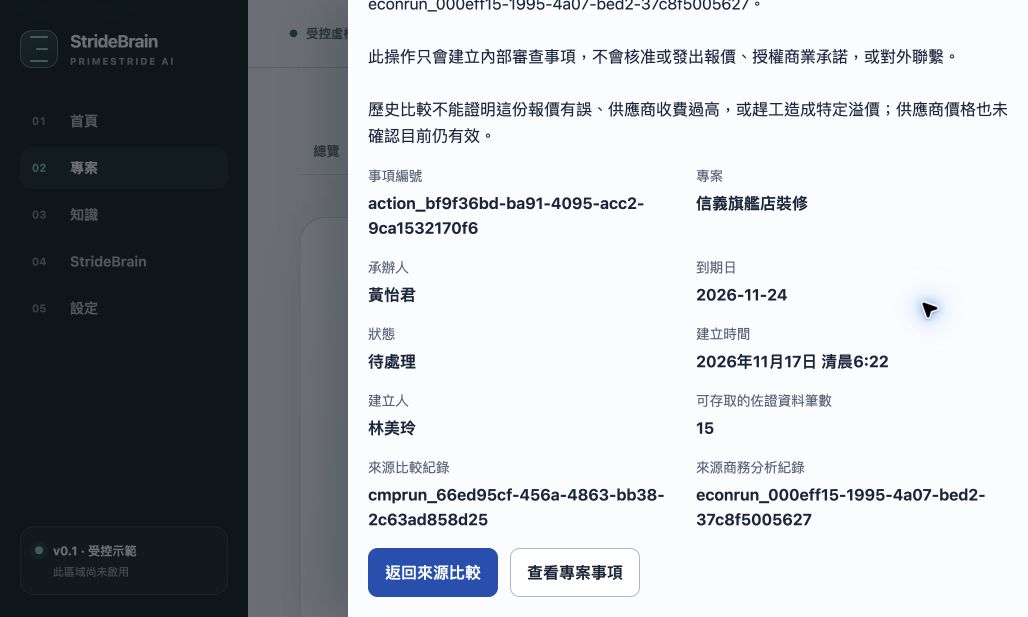 StrideBrain
PRIMESTRIDE AI
01 首頁
02 專案
03 知識
04 StrideBrain
05 設定
v0.1 · 受控示範
此區域尚未啟用
受控虛
總覽
econrun_000eff15-1995-4a07-bed2-37c8f5005627。
此操作只會建立內部審查事項，不會核准或發出報價、授權商業承諾，或對外聯繫。
歷史比較不能證明這份報價有誤、供應商收費過高，或趕工造成特定溢價；供應商價格也未
確認目前仍有效。
事項編號
action_bf9f36bd-ba91-4095-acc2-
9ca1532170f6
專案
信義旗艦店裝修
承辦人
黃怡君
到期日
2026-11-24
狀態
待處理
建立時間
2026年11月17日 清晨6:22
建立人
林美玲
可存取的佐證資料筆數
15
來源比較紀錄
cmprun_66ed95cf-456a-4863-bb38-
2c63ad858d25
來源商務分析紀錄
econrun_000eff15-1995-4a07-bed2-
37c8f5005627
返回來源比較
查看專案事項